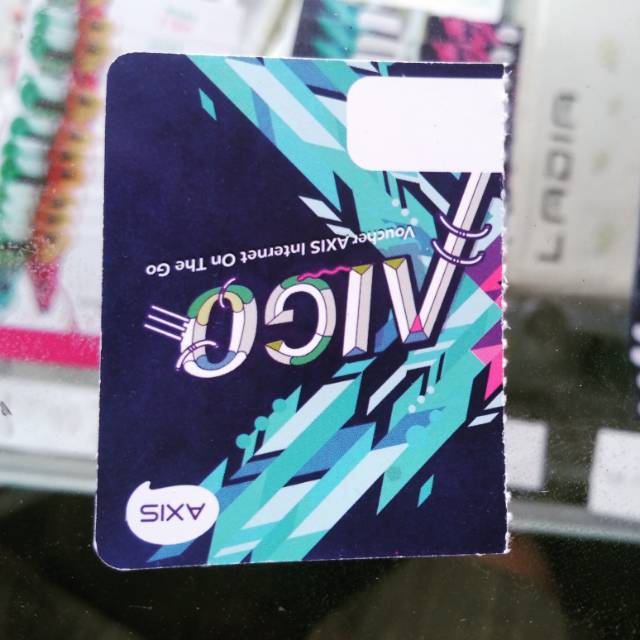 AXIS
AIGO
Voucher AXIS Internet On The Go
LADIA